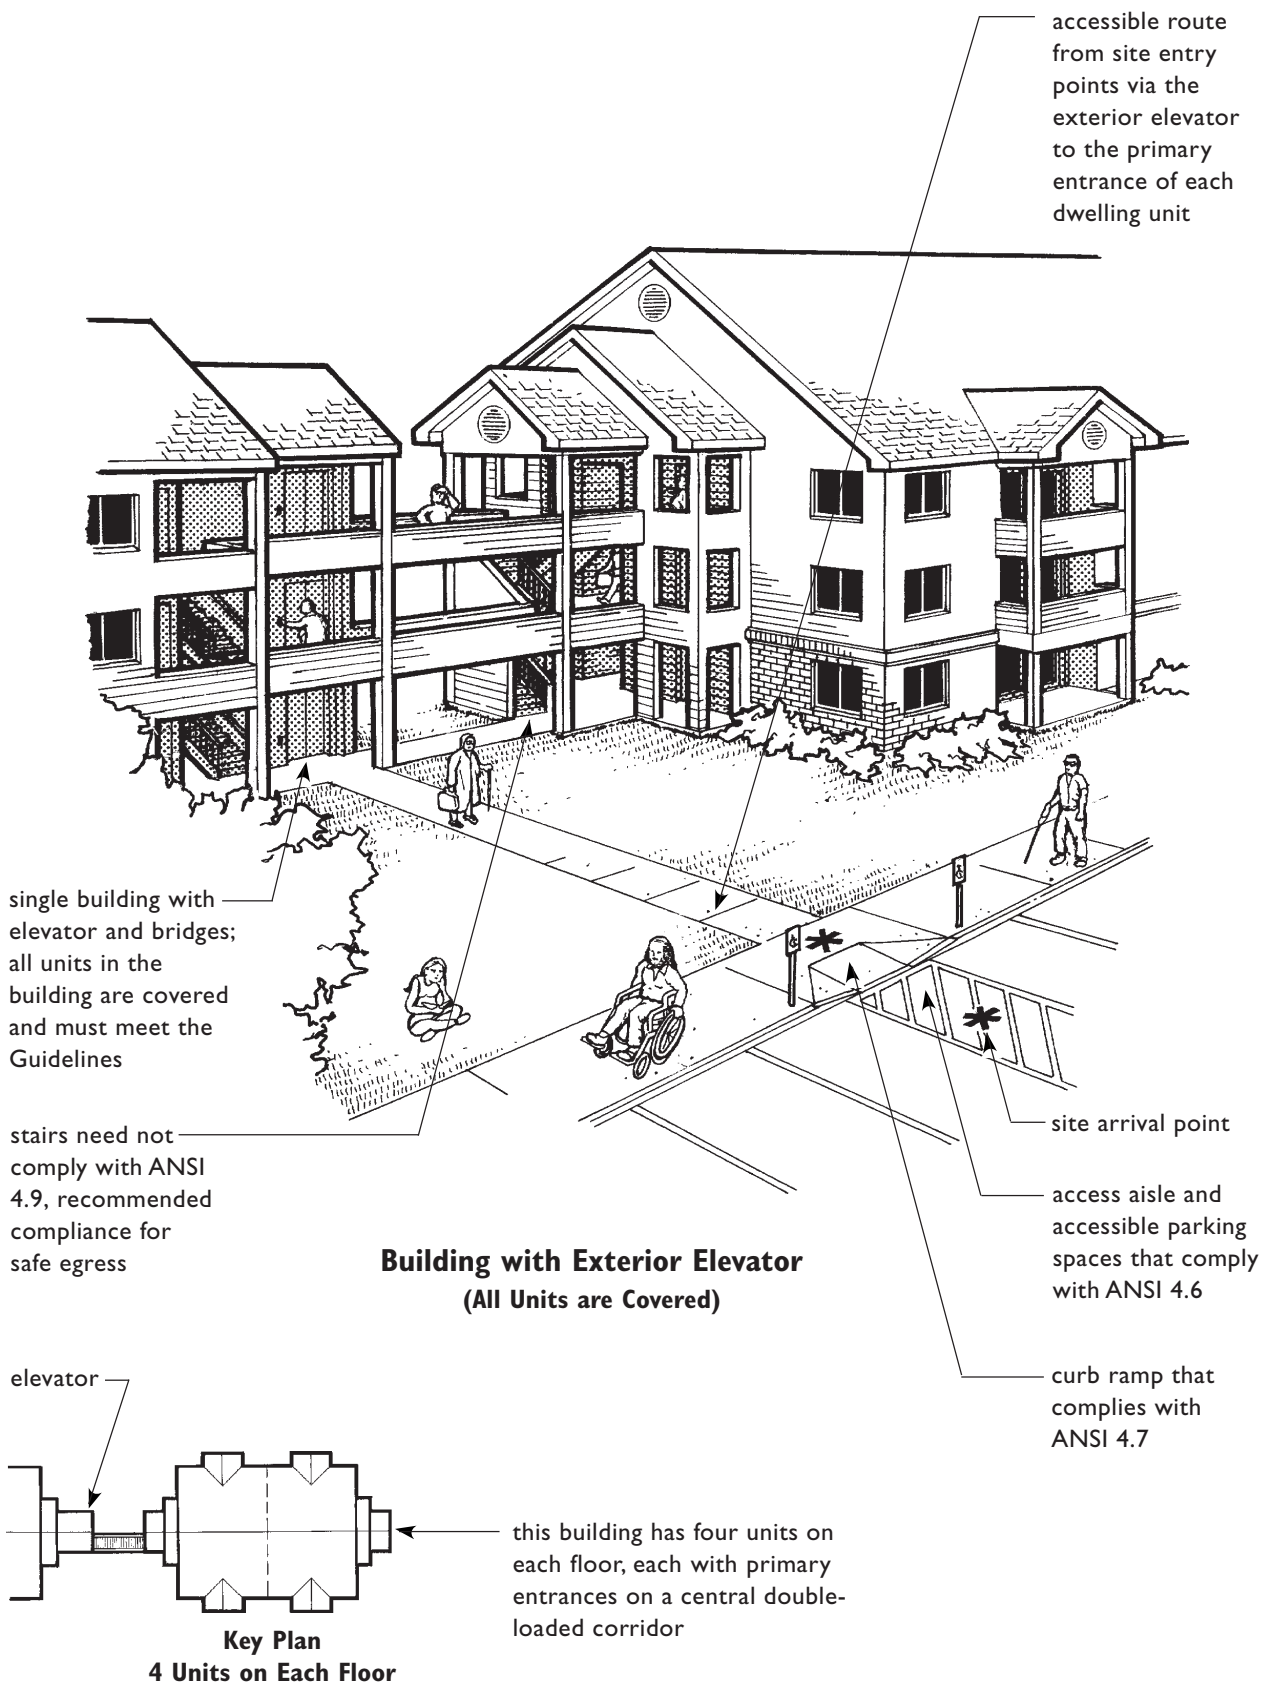 accessible route
from site entry
points via the
exterior elevator
to the primary
entrance of each
dwelling unit
single building with
elevator and bridges;
all units in the
building are covered
and must meet the
Guidelines
stairs need not
comply with ANSI
4.9, recommended
compliance for
safe egress
site arrival point
access aisle and
accessible parking
spaces that comply
with ANSI 4.6
curb ramp that
complies with
ANSI 4.7
Building with Exterior Elevator
(All Units are Covered)
elevator
this building has four units on
each floor, each with primary
entrances on a central double-
loaded corridor
Key Plan
4 Units on Each Floor